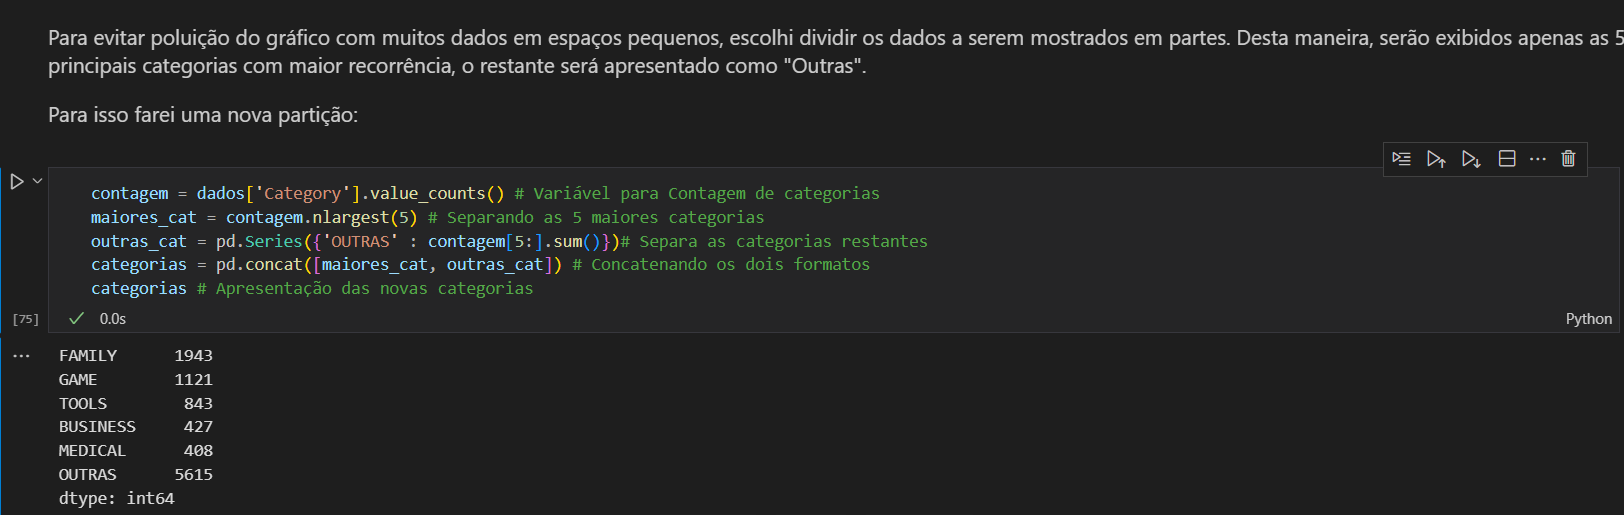 Para evitar poluição do gráfico com muitos dados em espaços pequenos, escolhi dividir os dados a serem mostrados em partes. Desta maneira, serão exibidos apenas as 5
principais categorias com maior recorrência, o restante será apresentado como "Outras".
Para isso farei uma nova partição:
contagem = dados['Category'].value_counts() # Variável para Contagem de categorias
maiores_cat = contagem.nlargest(5) # Separando as 5 maiores categorias
outras_cat = pd.Series({'OUTRAS' : contagem[5:].sum()})# Separa as categorias restantes
categorias = pd.concat([maiores_cat, outras_cat]) # Concatenando os dois formatos
categorias # Apresentação das novas categorias
[75] 0.0s Python
FAMILY 1943
GAME 1121
TOOLS 843
BUSINESS 427
MEDICAL 408
OUTRAS 5615
dtype: int64